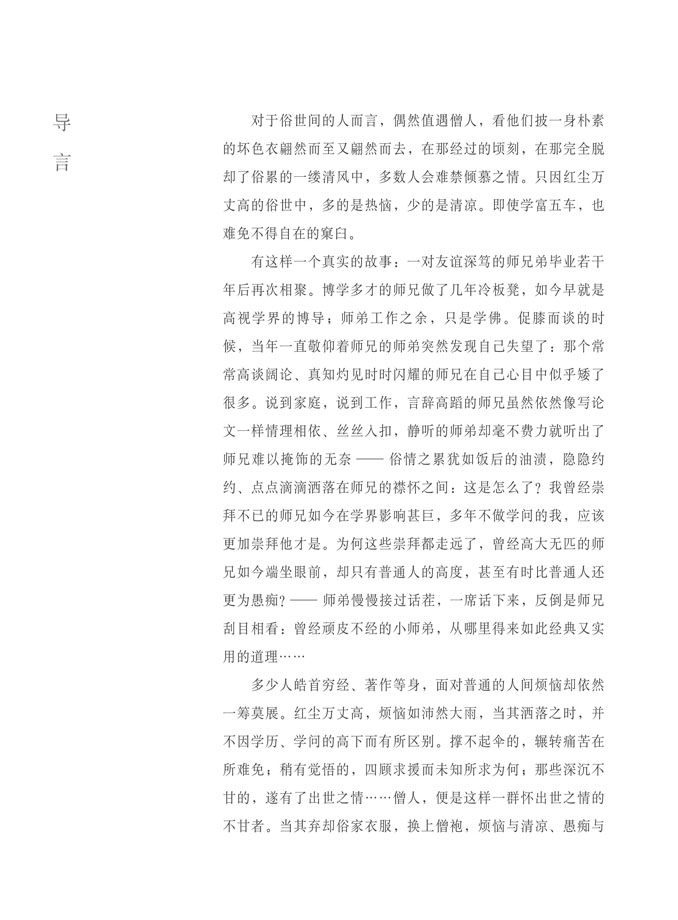 导
言
对于俗世间的人而言，偶然值遇僧人，看他们披一身朴素
的坏色衣翩然而至又翩然而去，在那经过的顷刻，在那完全脱
却了俗累的一缕清风中，多数人会难禁倾慕之情。只因红尘万
丈高的俗世中，多的是热恼，少的是清凉。即使学富五车，也
难免不得自在的窠臼。
有这样一个真实的故事：一对友谊深笃的师兄弟毕业若干
年后再次相聚。博学多才的师兄做了几年冷板凳，如今早就是
高视学界的博导；师弟工作之余，只是学佛。促膝而谈的时
候，当年一直敬仰着师兄的师弟突然发现自己失望了：那个常
常高谈阔论、真知灼见时时闪耀的师兄在自己心目中似乎矮了
很多。说到家庭，说到工作，言辞高蹈的师兄虽然依然像写论
文一样情理相依、丝丝入扣，静听的师弟却毫不费力就听出了
师兄难以掩饰的无奈 —— 俗情之累犹如饭后的油渍，隐隐约
约、点点滴滴洒落在师兄的襟怀之间：这是怎么了？我曾经崇
拜不已的师兄如今在学界影响甚巨，多年不做学问的我，应该
更加崇拜他才是。为何这些崇拜都走远了，曾经高大无匹的师
兄如今端坐眼前，却只有普通人的高度，甚至有时比普通人还
更为愚痴？—— 师弟慢慢接过话茬，一席话下来，反倒是师兄
刮目相看：曾经顽皮不经的小师弟，从哪里得来如此经典又实
用的道理……
多少人皓首穷经、著作等身，面对普通的人间烦恼却依然
一筹莫展。红尘万丈高，烦恼如沛然大雨，当其洒落之时，并
不因学历、学问的高下而有所区别。撑不起伞的，辗转痛苦在
所难免；稍有觉悟的，四顾求援而未知所求为何；那些深沉不
甘的，遂有了出世之情……僧人，便是这样一群怀出世之情的
不甘者。当其弃却俗家衣服，换上僧袍，烦恼与清凉、愚痴与